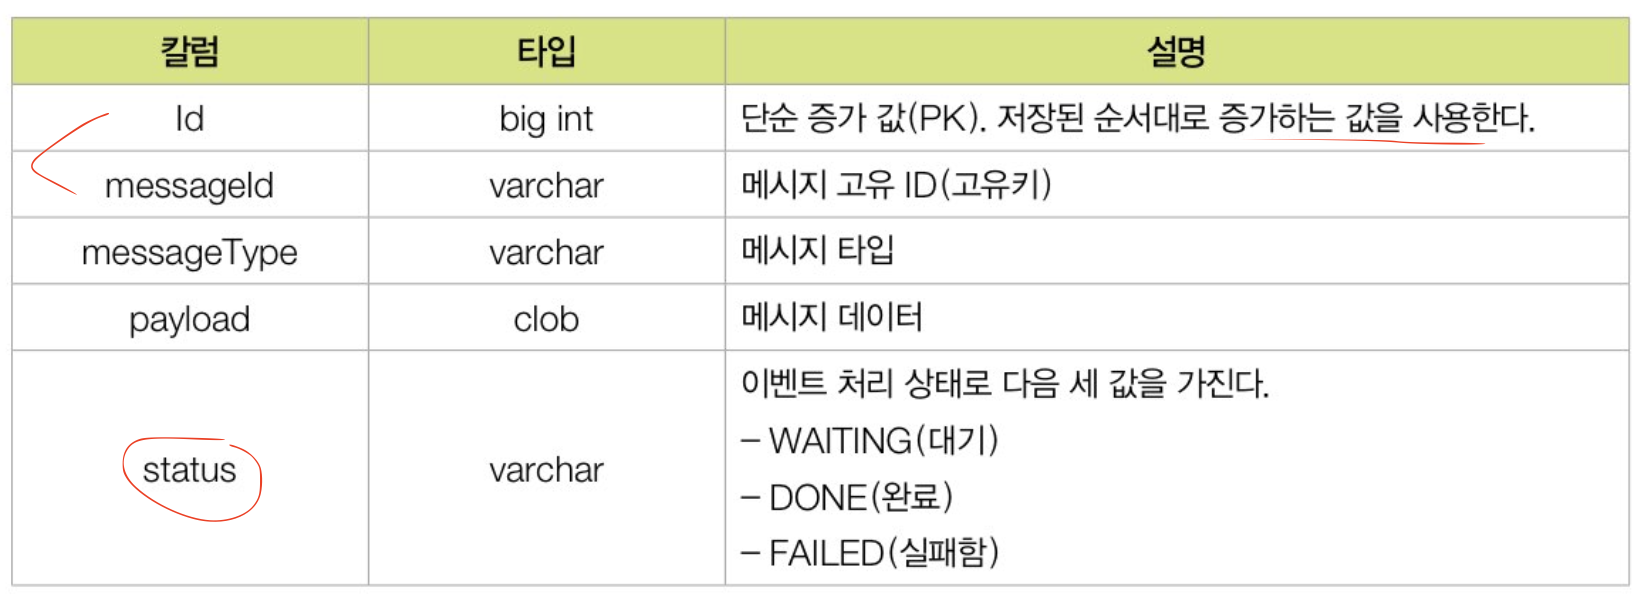 칼럼 타입 설명
Id big int 단순 증가 값(PK). 저장된 순서대로 증가하는 값을 사용한다.
messageId varchar 메시지 고유 ID(고유키)
messageType varchar 메시지 타입
payload clob 메시지 데이터
status varchar 이벤트 처리 상태로 다음 세 값을 가진다.
– WAITING(대기)
– DONE(완료)
– FAILED(실패함)